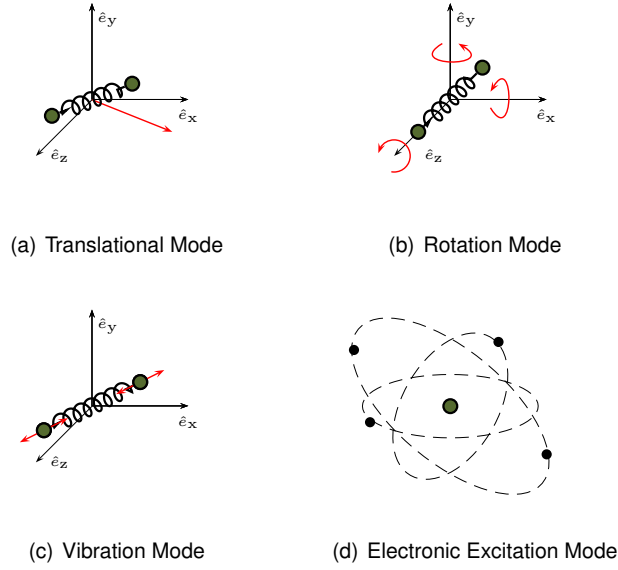 ê_y
ê_x
ê_z
(a) Translational Mode
ê_y
ê_x
ê_z
(b) Rotation Mode
ê_y
ê_x
ê_z
(c) Vibration Mode
(d) Electronic Excitation Mode